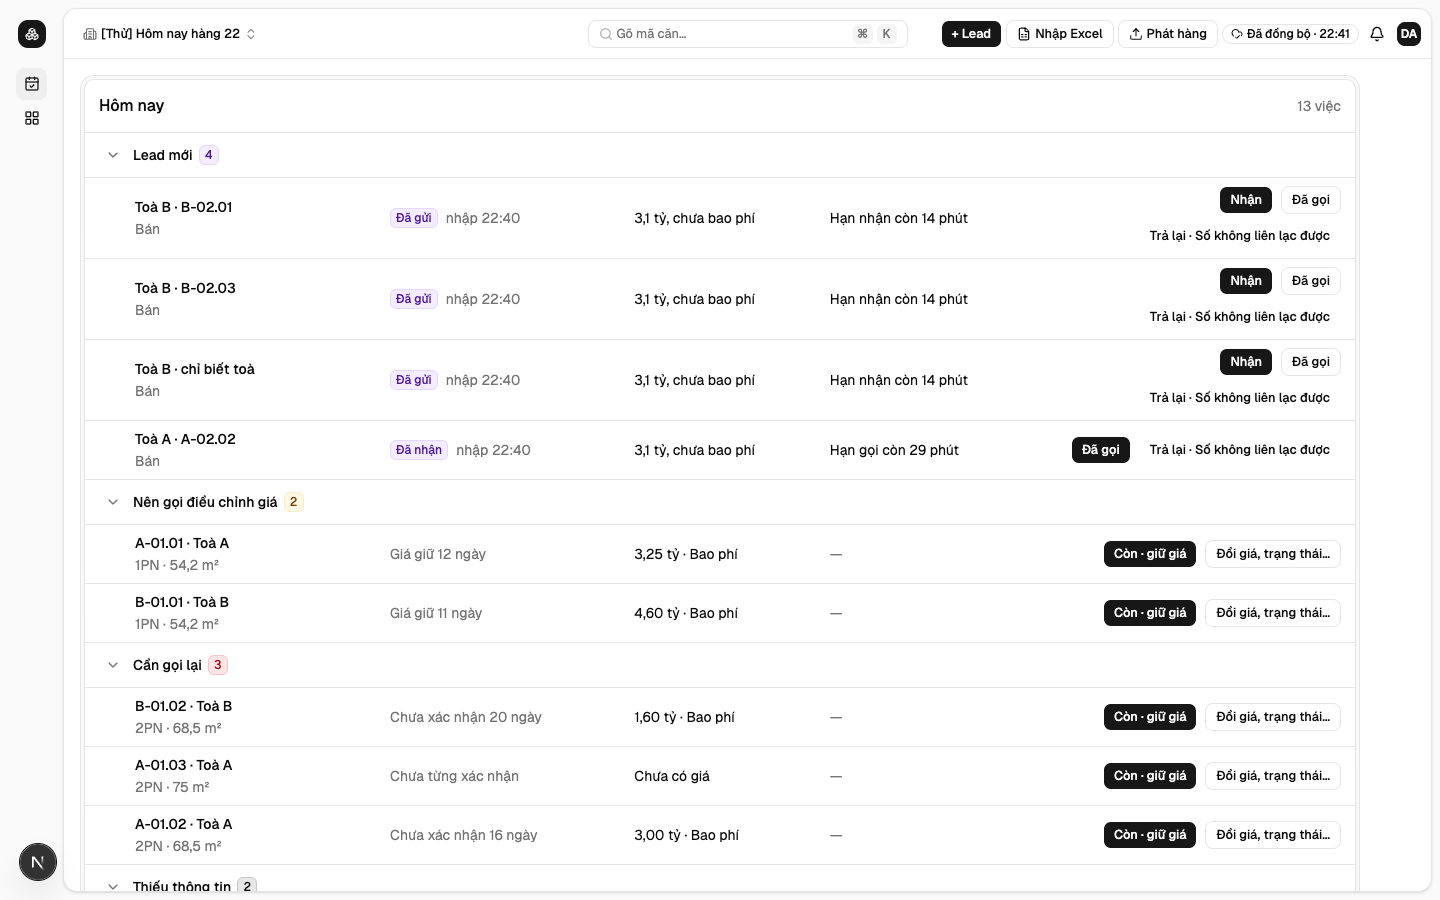 [Thử] Hôm nay hàng 22
Gõ mã căn...
⌘ K
+ Lead
Nhập Excel
Phát hàng
Đã đồng bộ · 22:41
DA
Hôm nay
13 việc
Lead mới 4
Toà B · B-02.01
Bán
Đã gửi nhập 22:40
3,1 tỷ, chưa bao phí
Hạn nhận còn 14 phút
Nhận Đã gọi
Trả lại · Số không liên lạc được
Toà B · B-02.03
Bán
Đã gửi nhập 22:40
3,1 tỷ, chưa bao phí
Hạn nhận còn 14 phút
Nhận Đã gọi
Trả lại · Số không liên lạc được
Toà B · chỉ biết toà
Bán
Đã gửi nhập 22:40
3,1 tỷ, chưa bao phí
Hạn nhận còn 14 phút
Nhận Đã gọi
Trả lại · Số không liên lạc được
Toà A · A-02.02
Bán
Đã nhận nhập 22:40
3,1 tỷ, chưa bao phí
Hạn gọi còn 29 phút
Đã gọi Trả lại · Số không liên lạc được
Nên gọi điều chỉnh giá 2
A-01.01 · Toà A
1PN · 54,2 m²
Giá giữ 12 ngày
3,25 tỷ · Bao phí
—
Còn · giữ giá Đổi giá, trạng thái...
B-01.01 · Toà B
1PN · 54,2 m²
Giá giữ 11 ngày
4,60 tỷ · Bao phí
—
Còn · giữ giá Đổi giá, trạng thái...
Cần gọi lại 3
B-01.02 · Toà B
2PN · 68,5 m²
Chưa xác nhận 20 ngày
1,60 tỷ · Bao phí
—
Còn · giữ giá Đổi giá, trạng thái...
A-01.03 · Toà A
2PN · 75 m²
Chưa từng xác nhận
Chưa có giá
—
Còn · giữ giá Đổi giá, trạng thái...
A-01.02 · Toà A
2PN · 68,5 m²
Chưa xác nhận 16 ngày
3,00 tỷ · Bao phí
—
Còn · giữ giá Đổi giá, trạng thái...
Thiếu thông tin 2
N